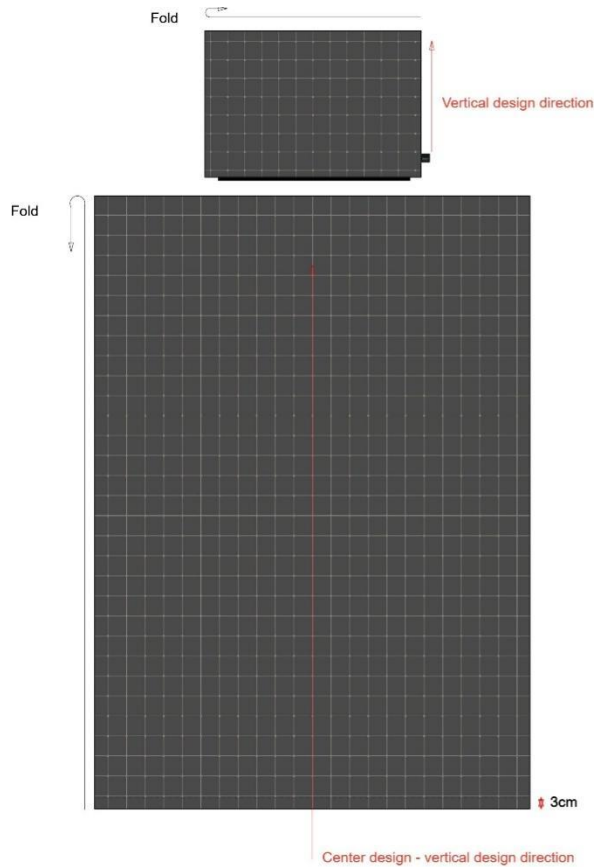 Fold
Vertical design direction
Fold
3cm
Center design - vertical design direction